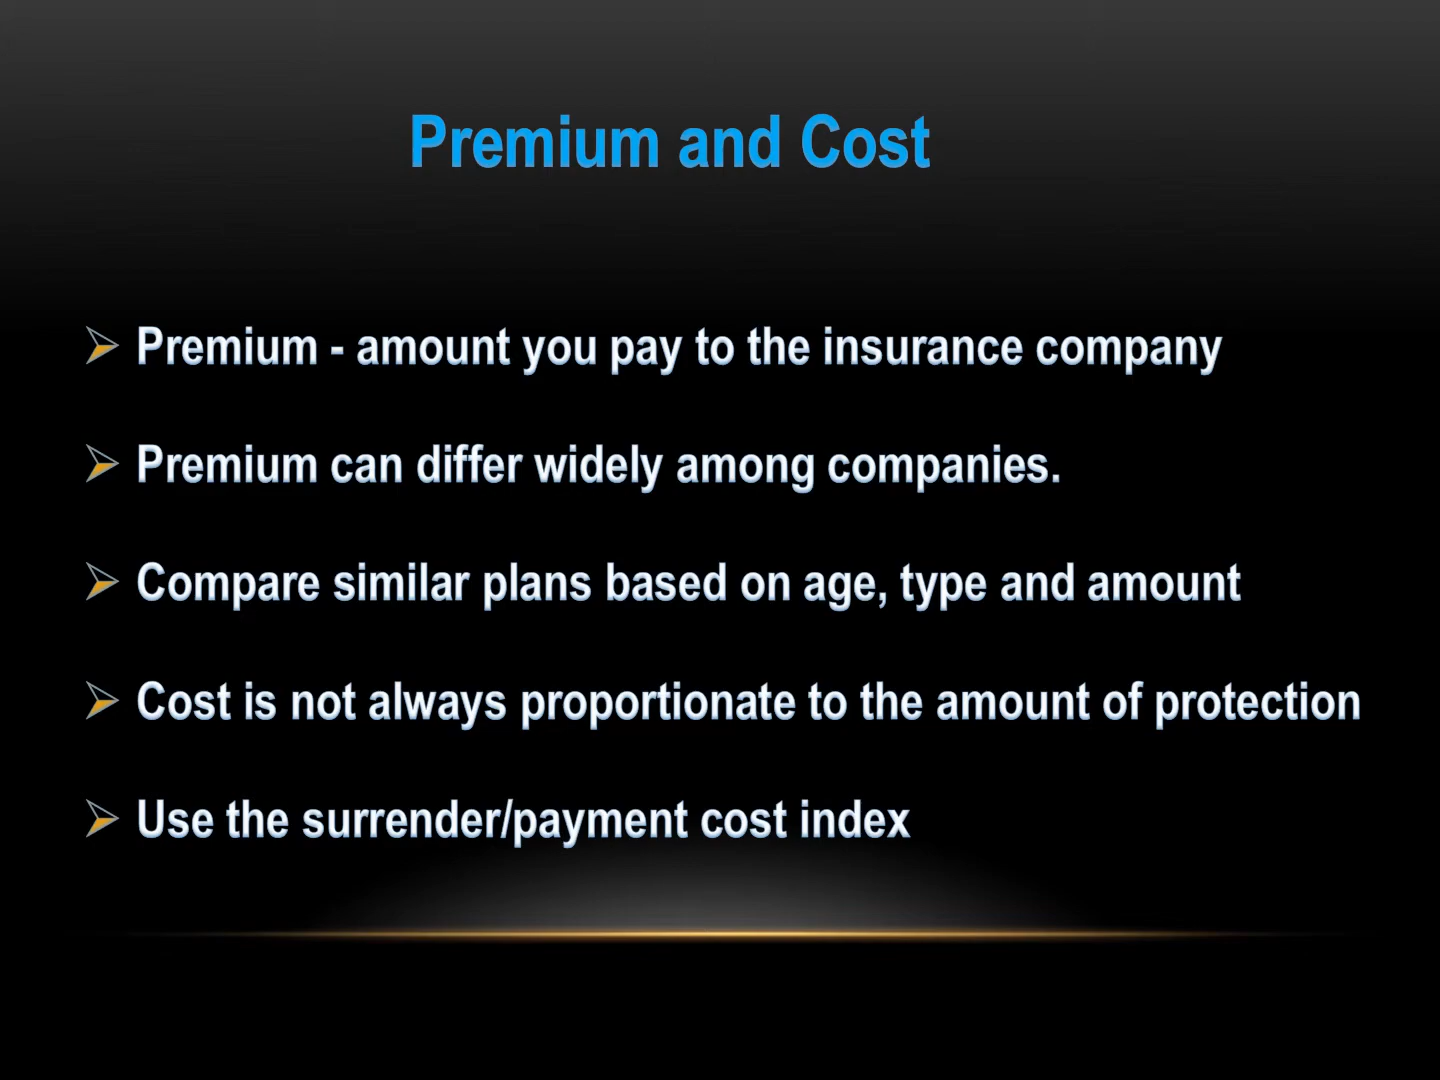 Premium and Cost
Premium - amount you pay to the insurance company
Premium can differ widely among companies.
Compare similar plans based on age, type and amount
Cost is not always proportionate to the amount of protection
Use the surrender/payment cost index